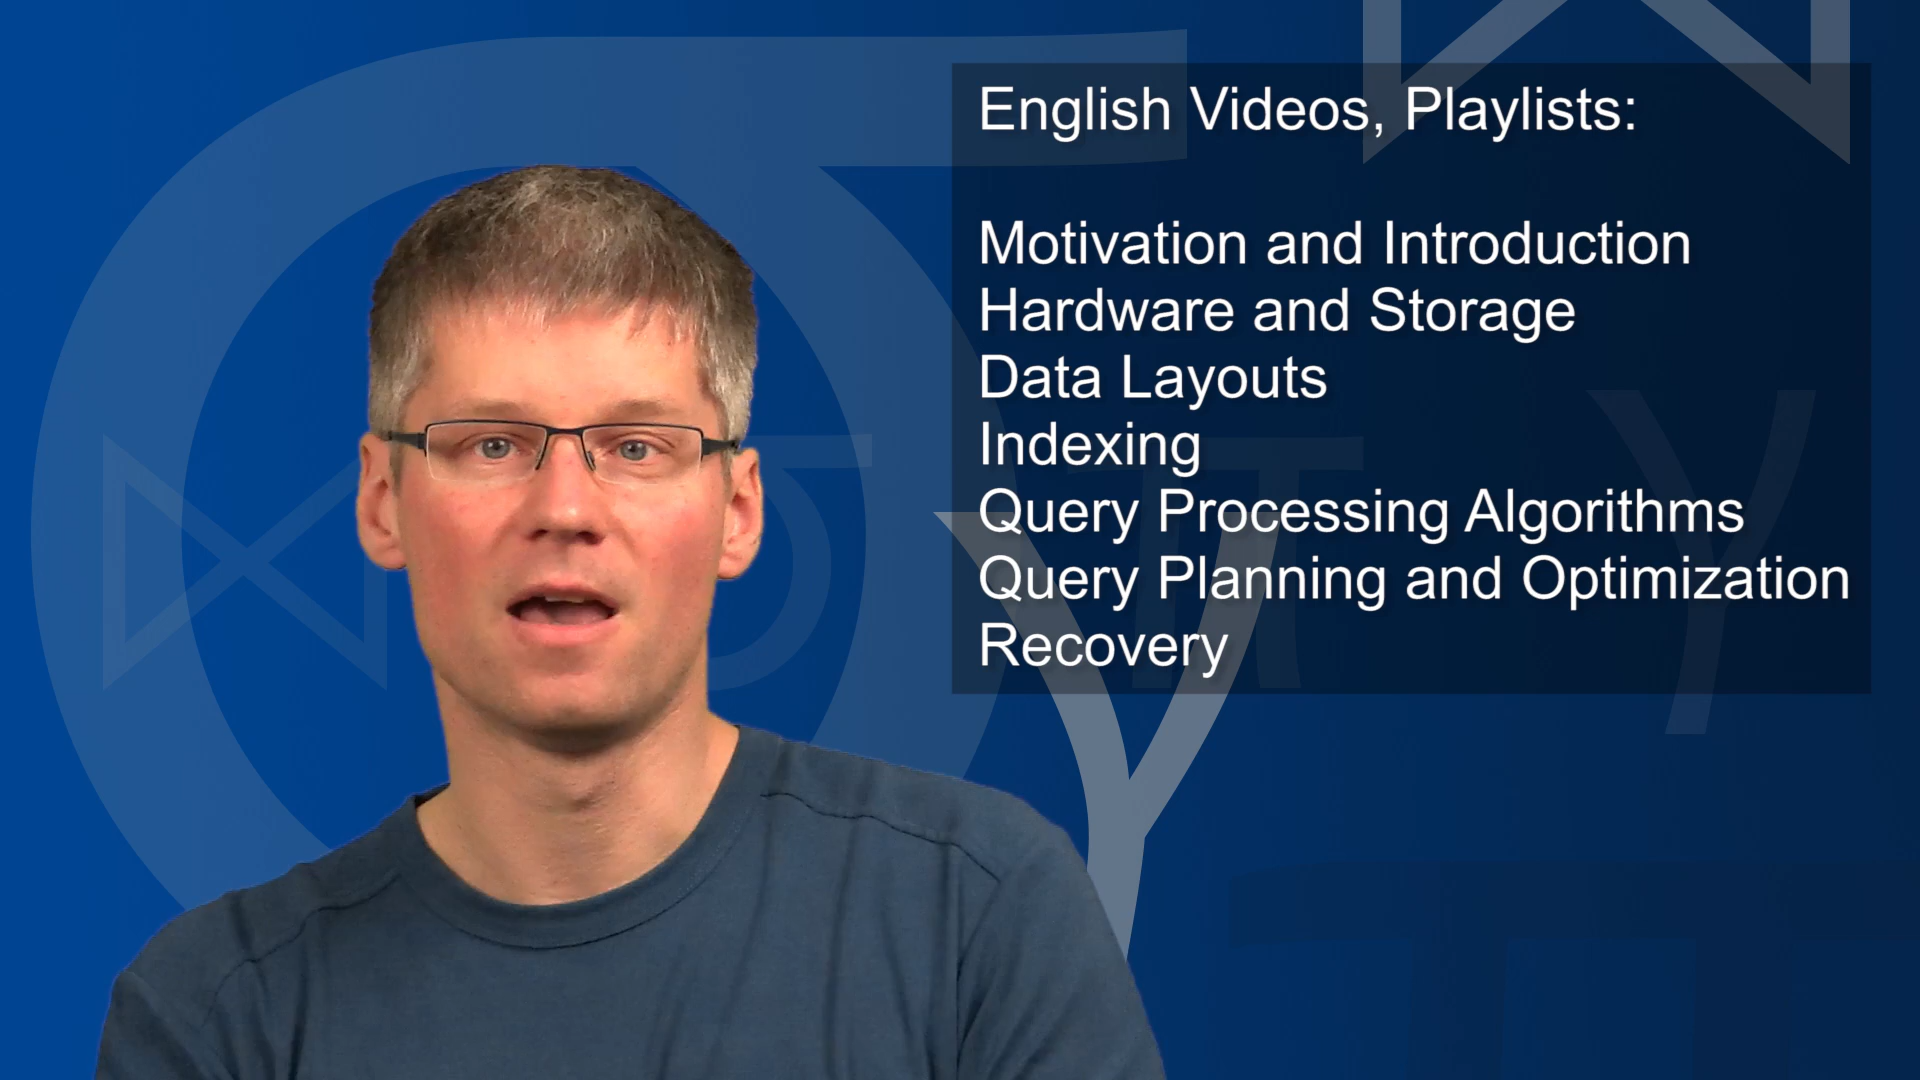 English Videos, Playlists:
Motivation and Introduction
Hardware and Storage
Data Layouts
Indexing
Query Processing Algorithms
Query Planning and Optimization
Recovery